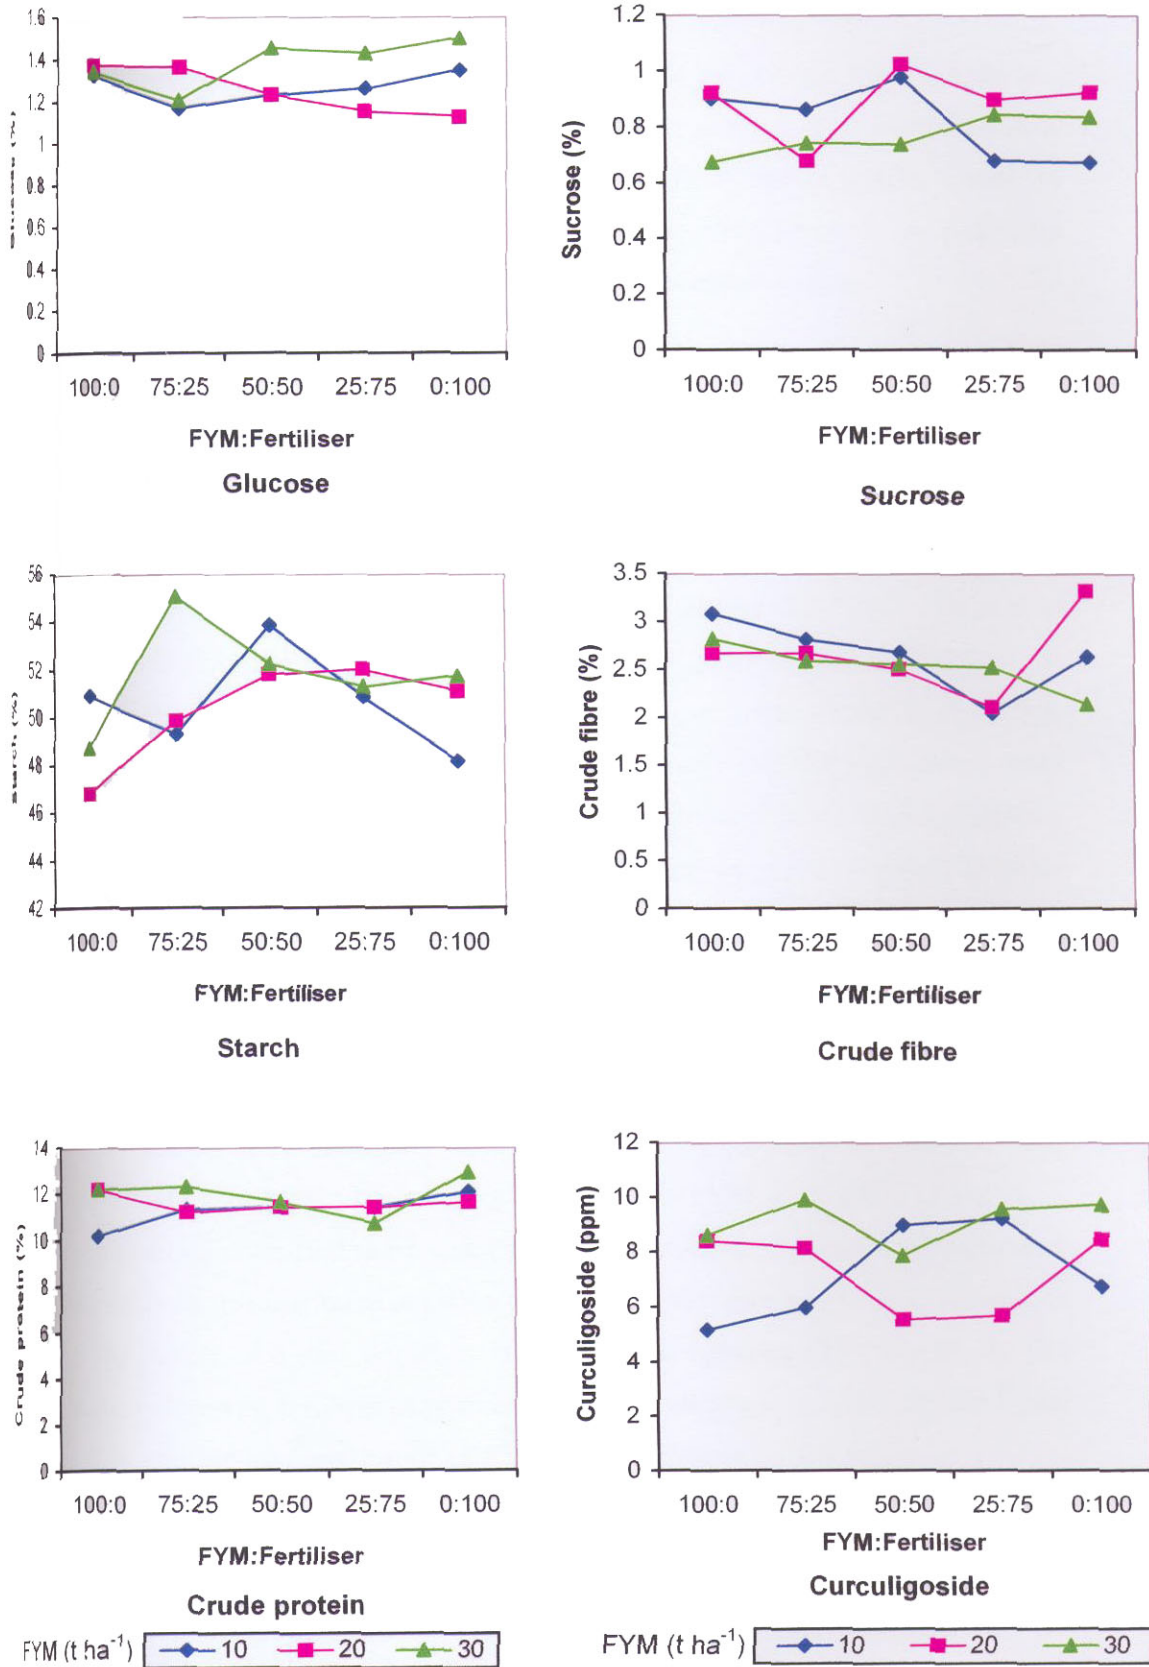 1.6
1.4
1.2
1
0.8
0.6
0.4
0.2
0
Glucose (%)
100:0 75:25 50:50 25:75 0:100
FYM:Fertiliser
Glucose
1.2
1
0.8
0.6
0.4
0.2
0
Sucrose (%)
100:0 75:25 50:50 25:75 0:100
FYM:Fertiliser
Sucrose
56
54
52
50
48
46
44
42
Starch (%)
100:0 75:25 50:50 25:75 0:100
FYM:Fertiliser
Starch
3.5
3
2.5
2
1.5
1
0.5
0
Crude fibre (%)
100:0 75:25 50:50 25:75 0:100
FYM:Fertiliser
Crude fibre
14
12
10
8
6
4
2
0
Crude protein (%)
100:0 75:25 50:50 25:75 0:100
FYM:Fertiliser
Crude protein
FYM (t ha⁻¹) 10 20 30
12
10
8
6
4
2
0
Curculigoside (ppm)
100:0 75:25 50:50 25:75 0:100
FYM:Fertiliser
Curculigoside
FYM (t ha⁻¹) 10 20 30